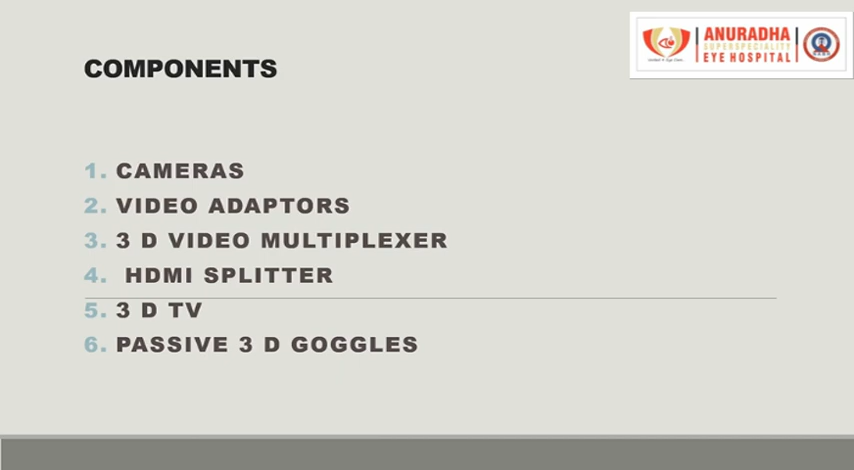 ANURADHA
SUPERSPECIALITY
EYE HOSPITAL
COMPONENTS
1. CAMERAS
2. VIDEO ADAPTORS
3. 3 D VIDEO MULTIPLEXER
4. HDMI SPLITTER
5. 3 D TV
6. PASSIVE 3 D GOGGLES